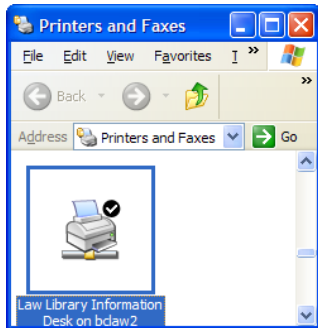 Printers and Faxes
File Edit View Favorites T »
Back »
Address Printers and Faxes Go
Law Library Information
Desk on bclaw2